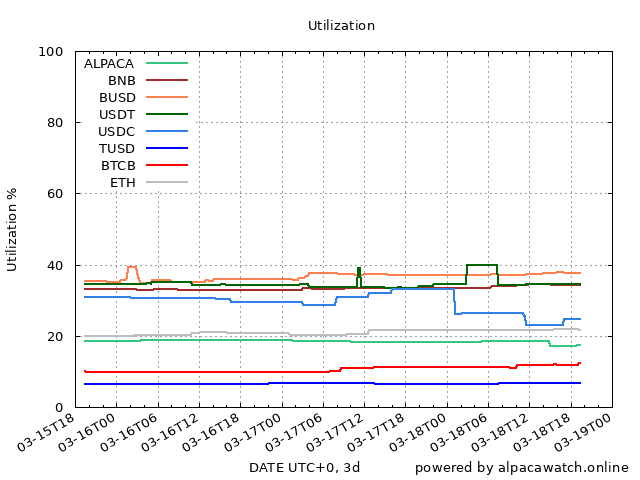 Utilization
100
80
60
40
20
0
Utilization %
ALPACA
BNB
BUSD
USDT
USDC
TUSD
BTCB
ETH
03-15T18
03-16T00
03-16T06
03-16T12
03-16T18
03-17T00
03-17T06
03-17T12
03-17T18
03-18T00
03-18T06
03-18T12
03-18T18
03-19T00
DATE UTC+0, 3d
powered by alpacawatch.online